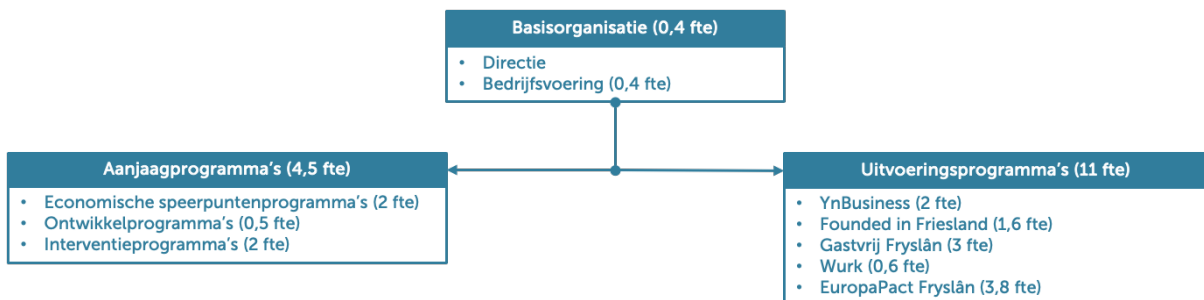 Basisorganisatie (0,4 fte)
• Directie
• Bedrijfsvoering (0,4 fte)
Aanjaagprogramma's (4,5 fte)
• Economische speerpuntenprogramma's (2 fte)
• Ontwikkelprogramma's (0,5 fte)
• Interventieprogramma's (2 fte)
Uitvoeringsprogramma's (11 fte)
• YnBusiness (2 fte)
• Founded in Friesland (1,6 fte)
• Gastvrij Fryslân (3 fte)
• Wurk (0,6 fte)
• EuropaPact Fryslân (3,8 fte)